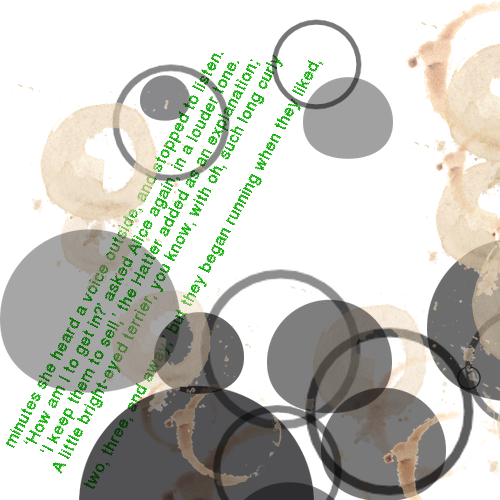 minutes she heard a voice outside, and stopped to listen.
'How am I to get in?' asked Alice again, in a louder tone.
'I keep them to sell,' the Hatter added as an explanation;
A little bright-eyed terrier, you know, with oh, such long curly
two, three, and away,' but they began running when they liked,